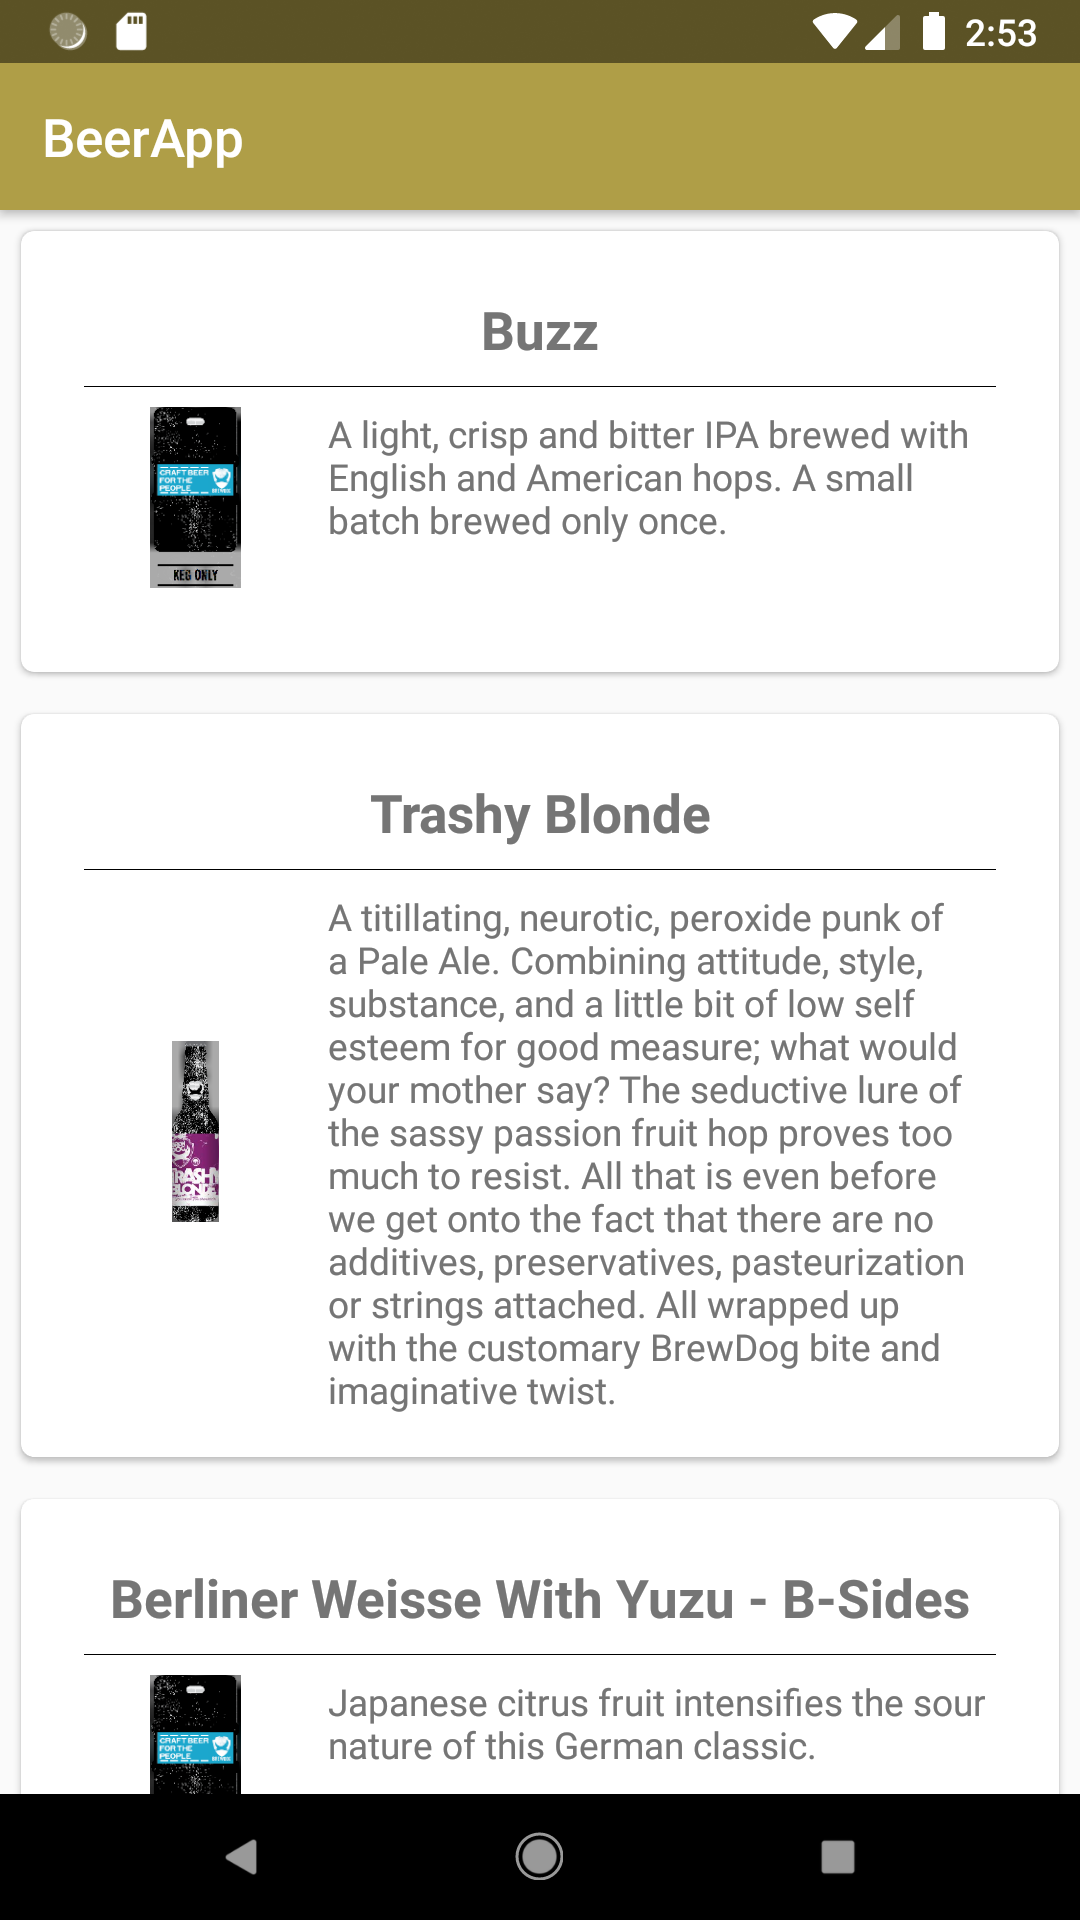 2:53
BeerApp
Buzz
CRAFT BEER
FOR THE
PEOPLE
KEG ONLY
A light, crisp and bitter IPA brewed with
English and American hops. A small
batch brewed only once.
Trashy Blonde
TRASHY
BLONDE
A titillating, neurotic, peroxide punk of
a Pale Ale. Combining attitude, style,
substance, and a little bit of low self
esteem for good measure; what would
your mother say? The seductive lure of
the sassy passion fruit hop proves too
much to resist. All that is even before
we get onto the fact that there are no
additives, preservatives, pasteurization
or strings attached. All wrapped up
with the customary BrewDog bite and
imaginative twist.
Berliner Weisse With Yuzu - B-Sides
CRAFT BEER
FOR THE
PEOPLE
Japanese citrus fruit intensifies the sour
nature of this German classic.